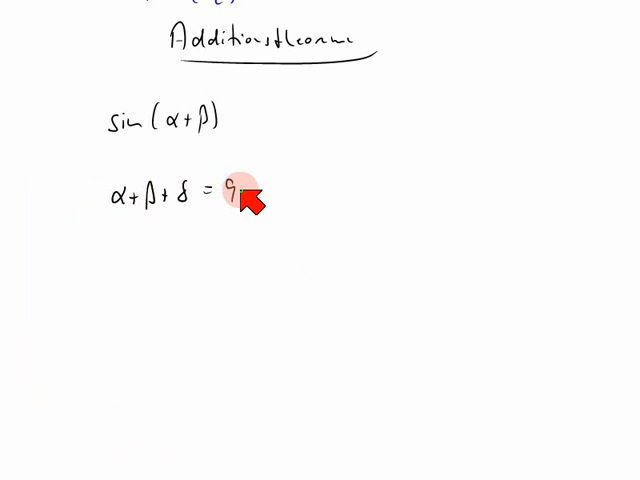 Additionstheoreme
sin(α+β)
α+β+δ = 9